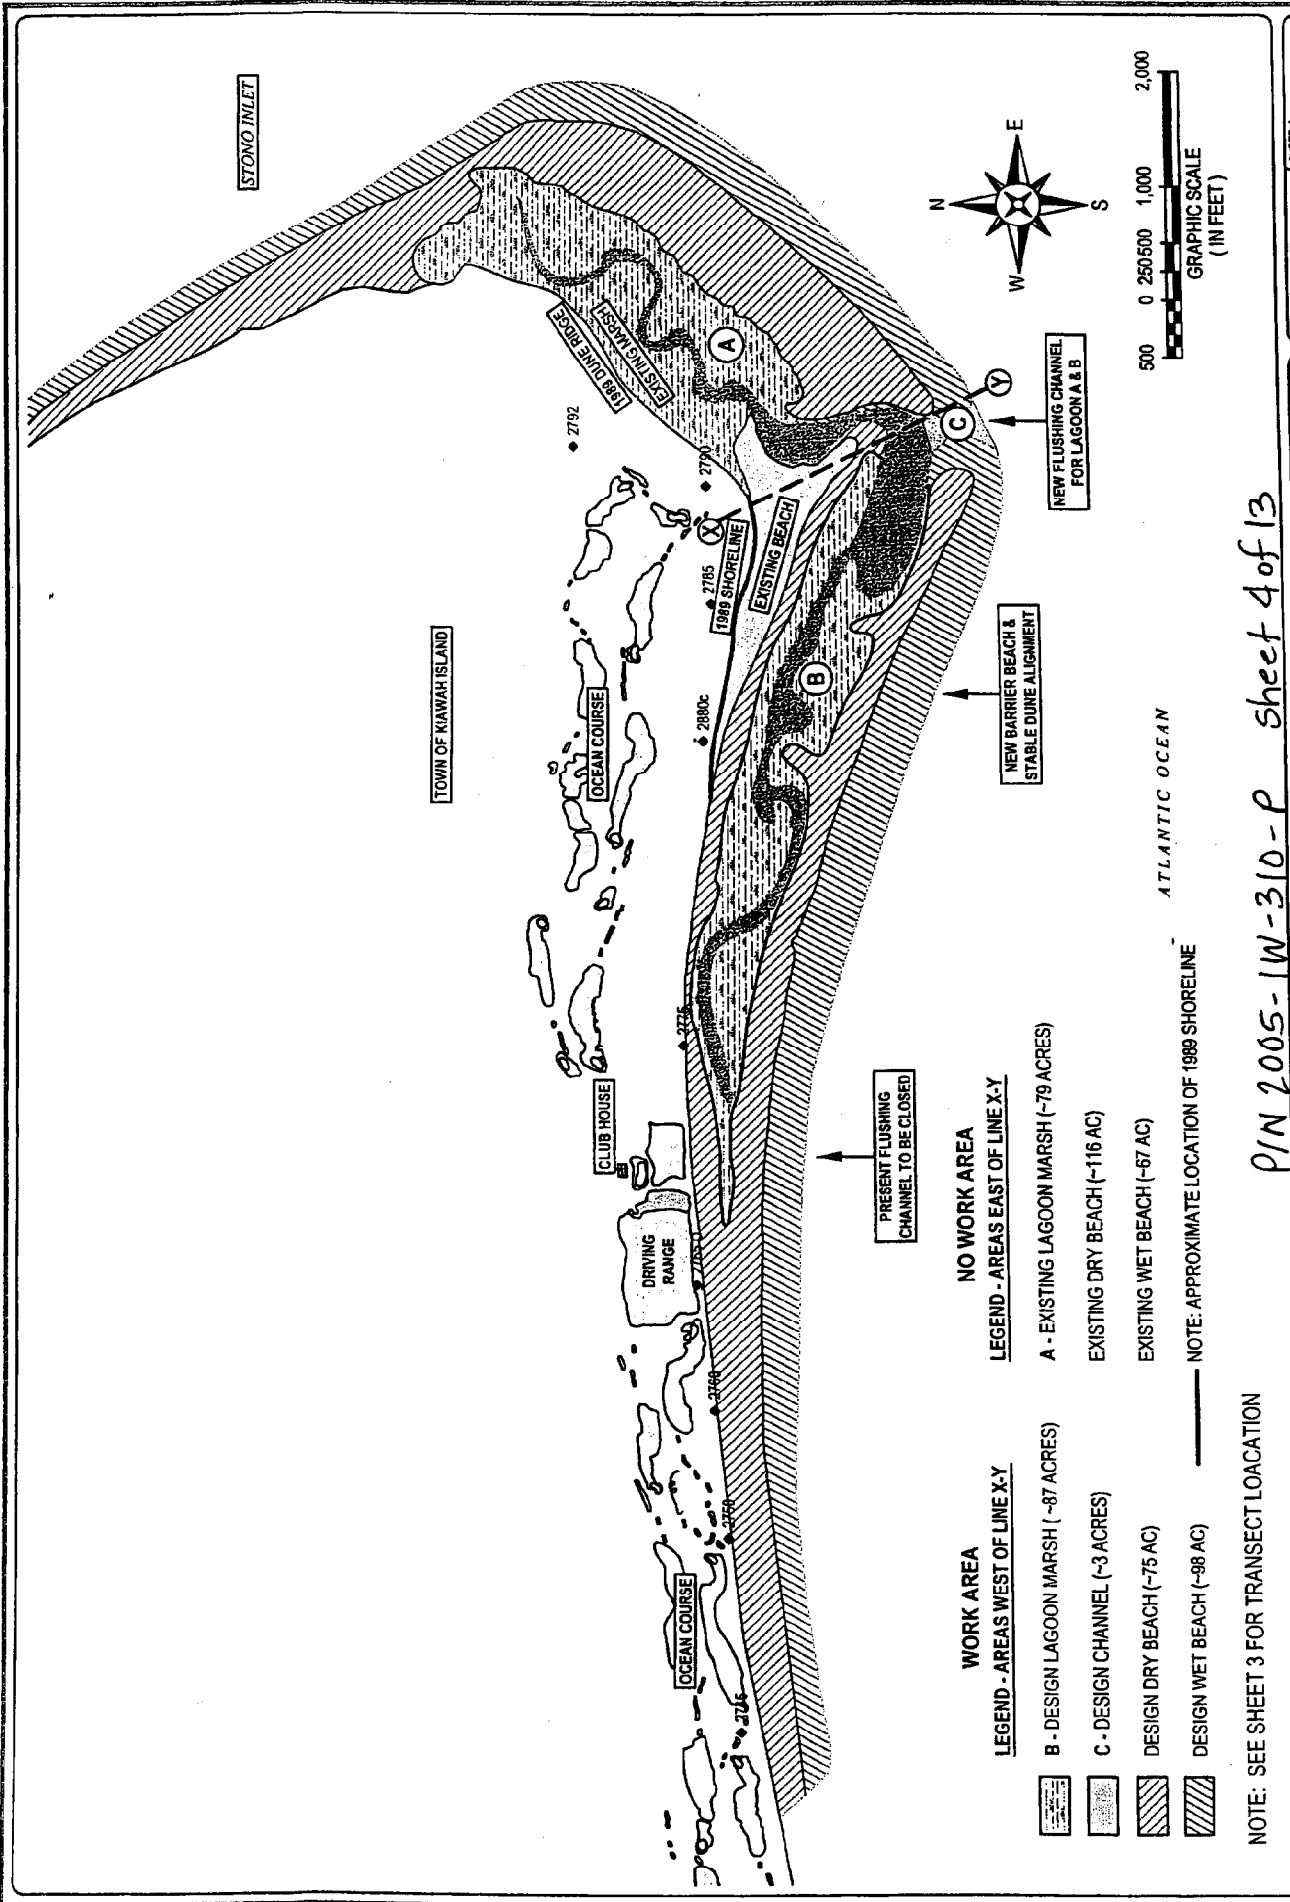 STONO INLET
TOWN OF KIAWAH ISLAND
2792
1989 DUNE RIDGE
EXISTING MARSH
A
2790
X
2785
1989 SHORELINE
EXISTING BEACH
OCEAN COURSE
2880c
B
C
Y
N
E
S
W
NEW FLUSHING CHANNEL
FOR LAGOON A & B
500 0 250 500 1,000 2,000
GRAPHIC SCALE
( IN FEET )
NEW BARRIER BEACH &
STABLE DUNE ALIGNMENT
ATLANTIC OCEAN
2775
CLUB HOUSE
DRIVING
RANGE
2760
2750
OCEAN COURSE
PRESENT FLUSHING
CHANNEL TO BE CLOSED
WORK AREA
LEGEND - AREAS WEST OF LINE X-Y
B - DESIGN LAGOON MARSH ( ~87 ACRES)
C - DESIGN CHANNEL (~3 ACRES)
DESIGN DRY BEACH (~75 AC)
DESIGN WET BEACH (~98 AC)
NO WORK AREA
LEGEND - AREAS EAST OF LINE X-Y
A - EXISTING LAGOON MARSH (~79 ACRES)
EXISTING DRY BEACH (~116 AC)
EXISTING WET BEACH (~67 AC)
NOTE: APPROXIMATE LOCATION OF 1989 SHORELINE
NOTE: SEE SHEET 3 FOR TRANSECT LOACATION
P/N 2005-1W-310-P sheet 4 of 13